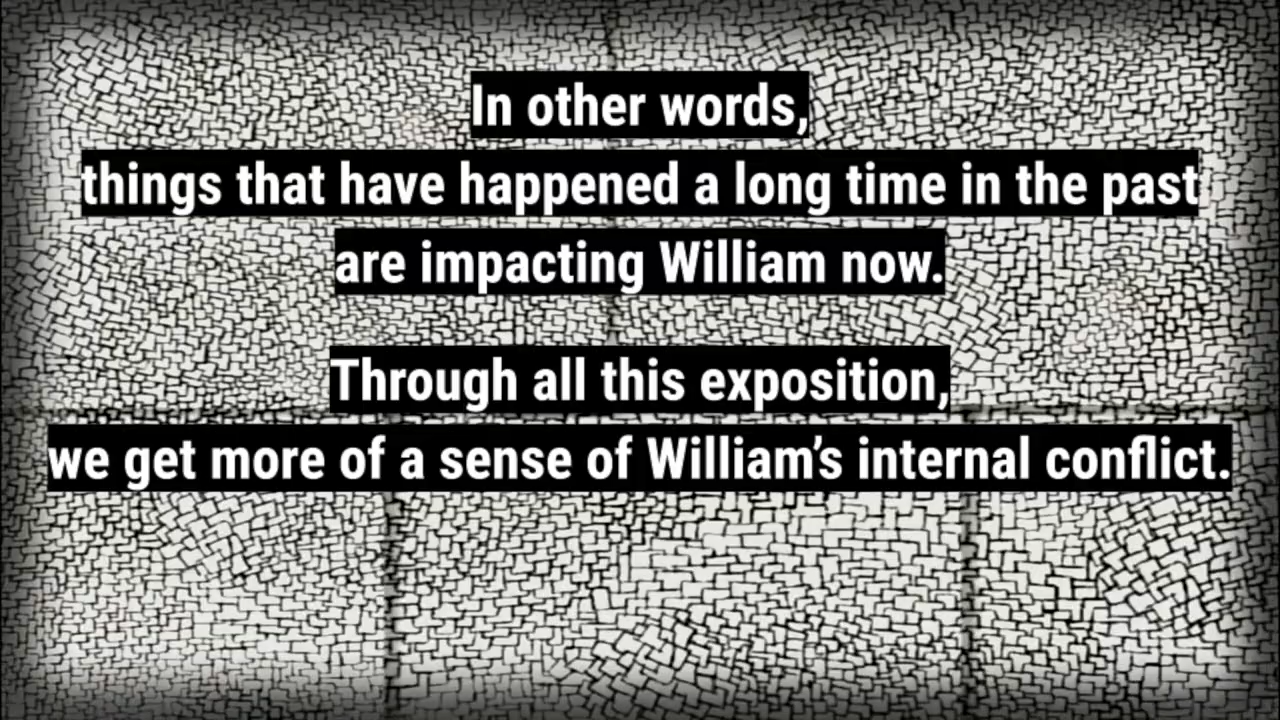 In other words,
things that have happened a long time in the past
are impacting William now.
Through all this exposition,
we get more of a sense of William’s internal conflict.